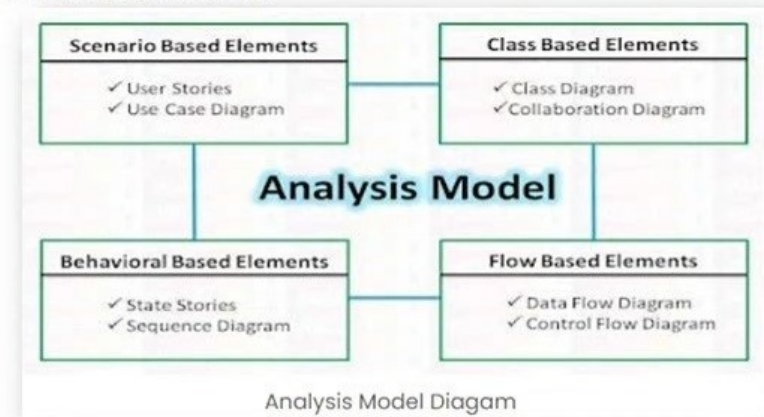 Scenario Based Elements
✓ User Stories
✓ Use Case Diagram
Class Based Elements
✓ Class Diagram
✓ Collaboration Diagram
Analysis Model
Behavioral Based Elements
✓ State Stories
✓ Sequence Diagram
Flow Based Elements
✓ Data Flow Diagram
✓ Control Flow Diagram
Analysis Model Diagam